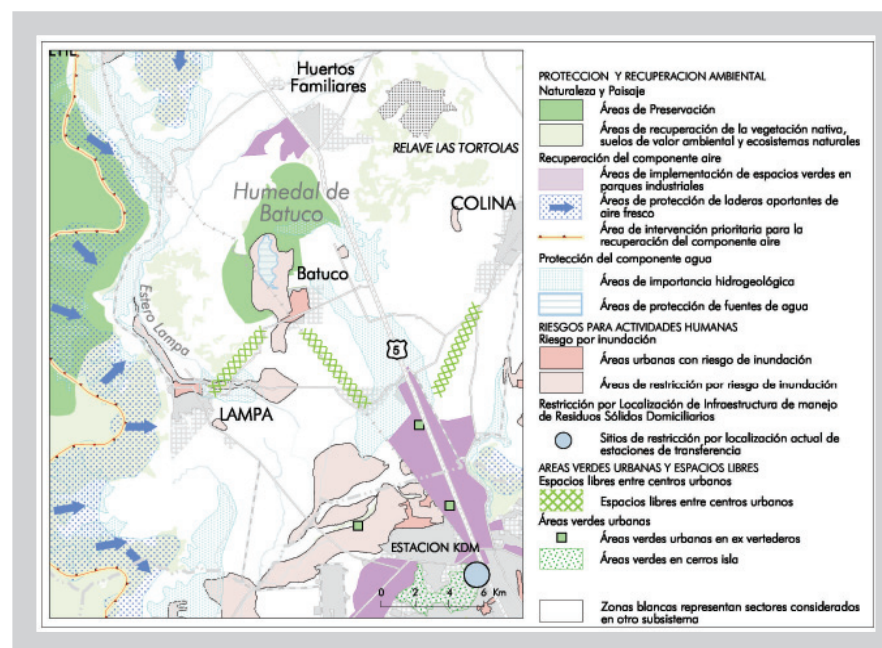 Huertos
Familiares
RELAVE LAS TORTOLAS
Humedal de
Batuco
COLINA
Batuco
Estero Lampa
5
LAMPA
ESTACION KDM
0 2 4 6 Km
PROTECCION Y RECUPERACION AMBIENTAL
Naturaleza y Paisaje
Áreas de Preservación
Áreas de recuperación de la vegetación nativa,
suelos de valor ambiental y ecosistemas naturales
Recuperación del componente aire
Áreas de implementación de espacios verdes en
parques industriales
Áreas de protección de laderas aportantes de
aire fresco
Área de intervención prioritaria para la
recuperación del componente aire
Protección del componente agua
Áreas de importancia hidrogeológica
Áreas de protección de fuentes de agua
RIESGOS PARA ACTIVIDADES HUMANAS
Riesgo por inundación
Áreas urbanas con riesgo de inundación
Áreas de restricción por riesgo de inundación
Restricción por Localización de Infraestructura de manejo
de Residuos Sólidos Domiciliarios
Sitios de restricción por localización actual de
estaciones de transferencia
AREAS VERDES URBANAS Y ESPACIOS LIBRES
Espacios libres entre centros urbanos
Espacios libres entre centros urbanos
Áreas verdes urbanas
Áreas verdes urbanas en ex vertederos
Áreas verdes en cerros isla
Zonas blancas representan sectores considerados
en otro subsistema